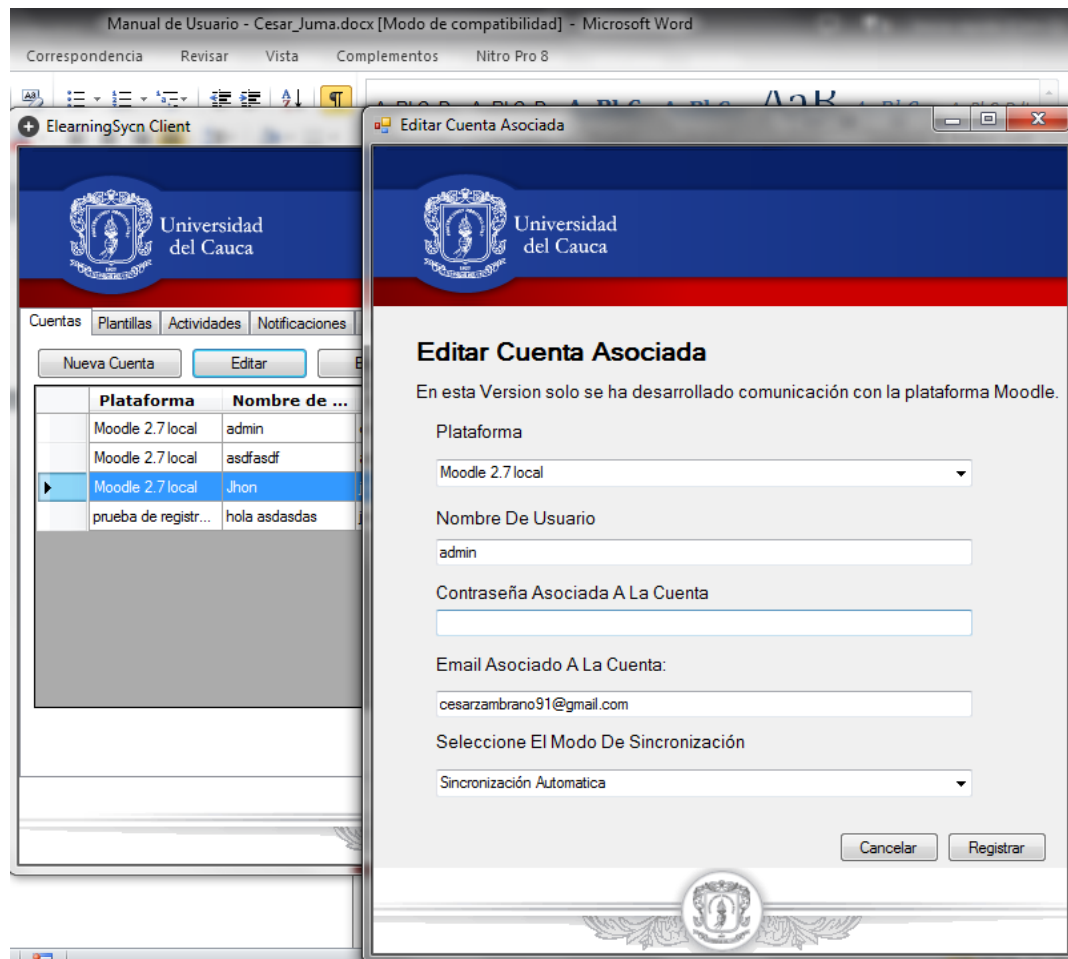 Manual de Usuario - Cesar_Juma.docx [Modo de compatibilidad] - Microsoft Word
Correspondencia Revisar Vista Complementos Nitro Pro 8
ElearningSycn Client
Universidad
del Cauca
Cuentas Plantillas Actividades Notificaciones
Nueva Cuenta Editar
Plataforma Nombre de ...
Moodle 2.7 local admin
Moodle 2.7 local asdfasdf
Moodle 2.7 local Jhon
prueba de registr... hola asdasdas
Editar Cuenta Asociada
Universidad
del Cauca
Editar Cuenta Asociada
En esta Version solo se ha desarrollado comunicación con la plataforma Moodle.
Plataforma
Moodle 2.7 local
Nombre De Usuario
admin
Contraseña Asociada A La Cuenta
Email Asociado A La Cuenta:
cesarzambrano91@gmail.com
Seleccione El Modo De Sincronización
Sincronización Automatica
Cancelar Registrar